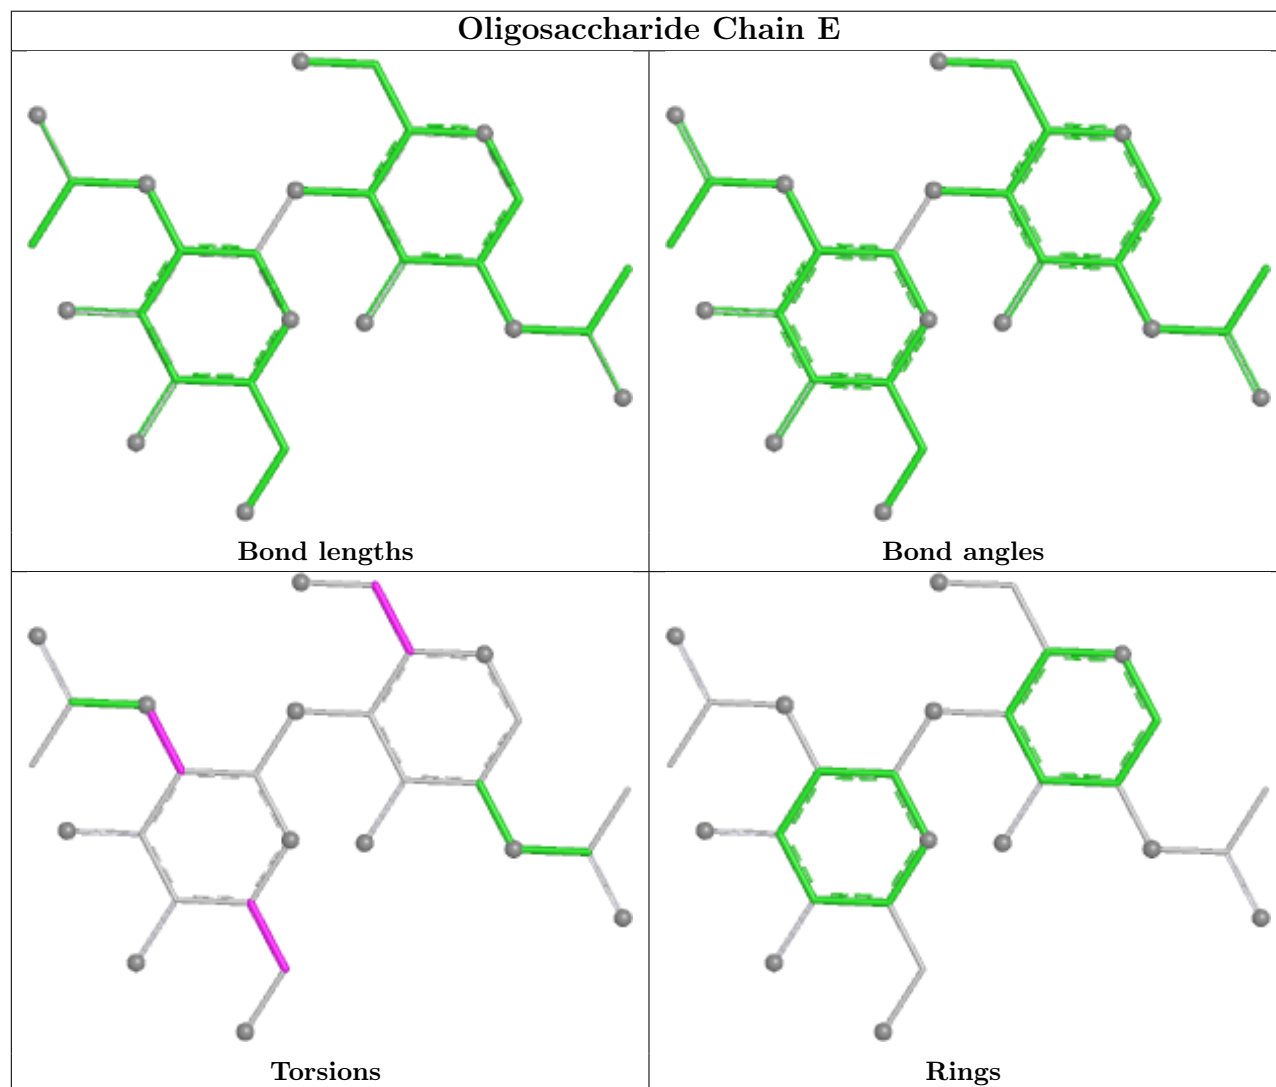 Oligosaccharide Chain E
Bond lengths
Bond angles
Torsions
Rings